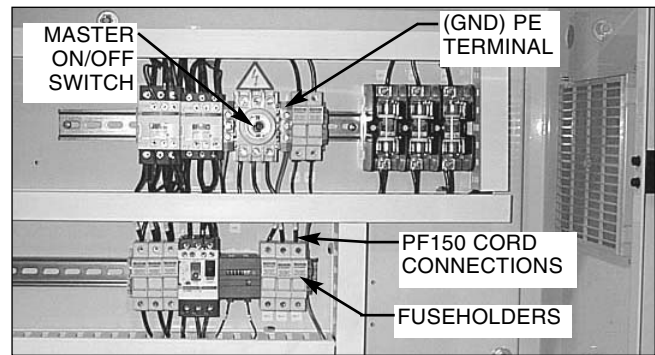 MASTER
ON/OFF
SWITCH
(GND) PE
TERMINAL
PF150 CORD
CONNECTIONS
FUSEHOLDERS